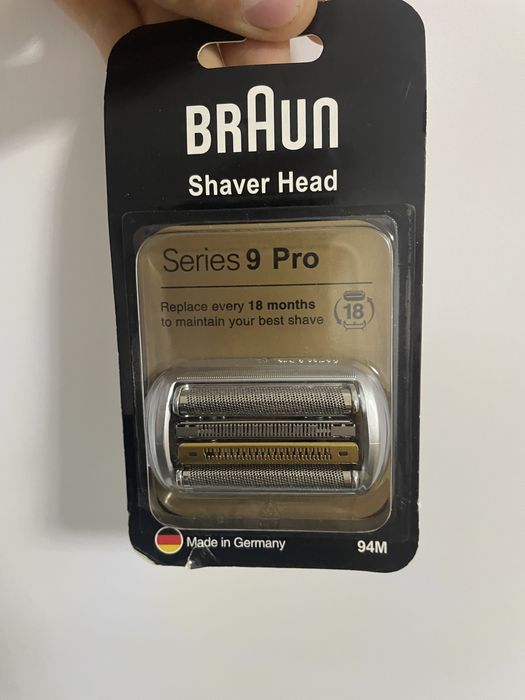 BRAUN
Shaver Head
Series 9 Pro
Replace every 18 months
to maintain your best shave
18
Made in Germany
94M